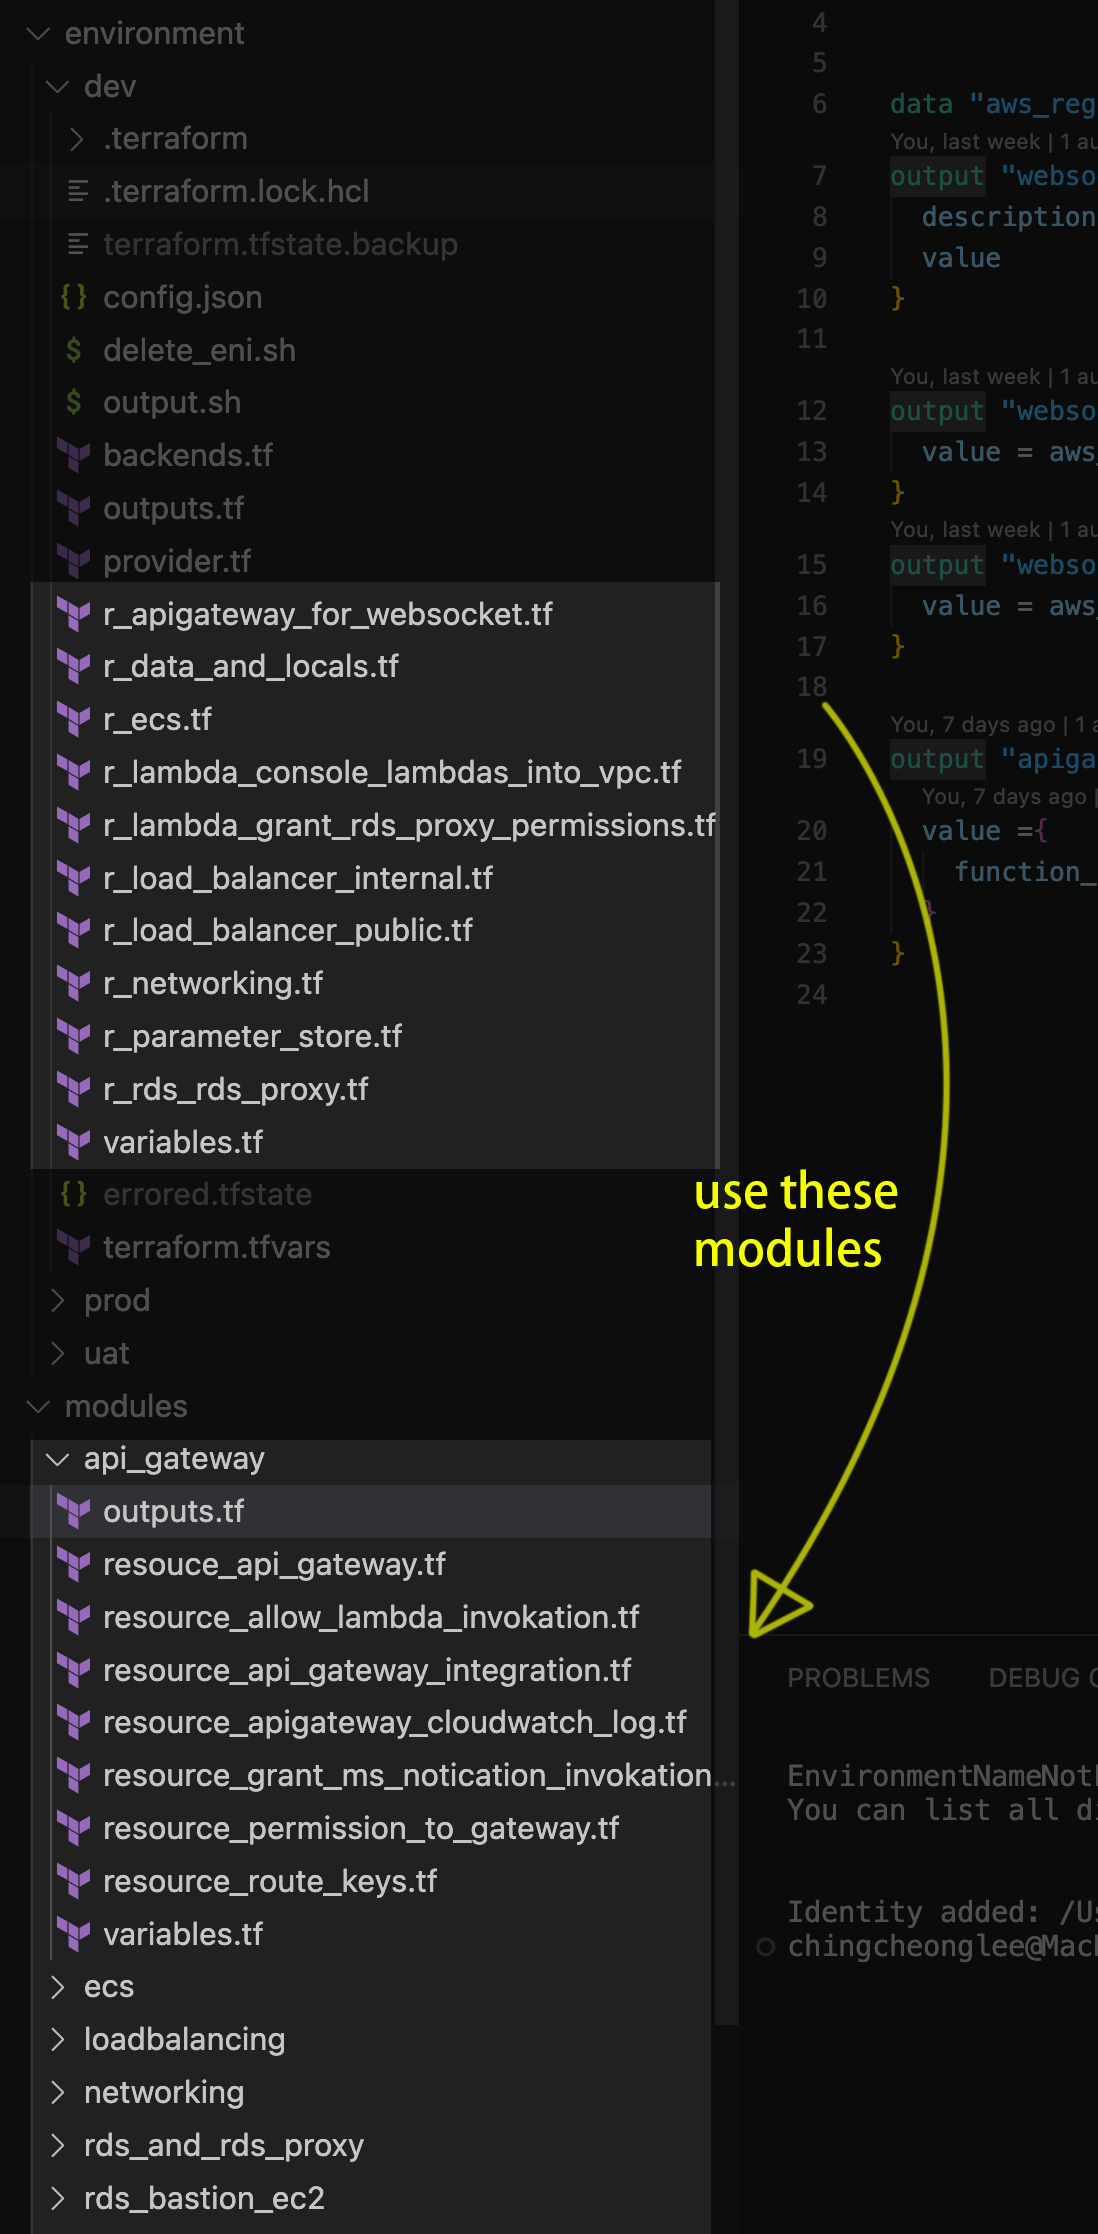 environment
dev
.terraform
.terraform.lock.hcl
terraform.tfstate.backup
{} config.json
$ delete_eni.sh
$ output.sh
backends.tf
outputs.tf
provider.tf
r_apigateway_for_websocket.tf
r_data_and_locals.tf
r_ecs.tf
r_lambda_console_lambdas_into_vpc.tf
r_lambda_grant_rds_proxy_permissions.tf
r_load_balancer_internal.tf
r_load_balancer_public.tf
r_networking.tf
r_parameter_store.tf
r_rds_rds_proxy.tf
variables.tf
{} errored.tfstate
terraform.tfvars
prod
uat
modules
api_gateway
outputs.tf
resouce_api_gateway.tf
resource_allow_lambda_invokation.tf
resource_api_gateway_integration.tf
resource_apigateway_cloudwatch_log.tf
resource_grant_ms_notication_invokation...
resource_permission_to_gateway.tf
resource_route_keys.tf
variables.tf
ecs
loadbalancing
networking
rds_and_rds_proxy
rds_bastion_ec2
4
5
6 data "aws_reg
You, last week | 1 au
7 output "webso
8 description
9 value
10 }
11
You, last week | 1 au
12 output "webso
13 value = aws
14 }
You, last week | 1 au
15 output "webso
16 value = aws
17 }
18
You, 7 days ago | 1 a
19 output "apiga
You, 7 days ago |
20 value ={
21 function_
22 }
23 }
24
use these
modules
PROBLEMS DEBUG C
EnvironmentNameNot
You can list all d
Identity added: /Us
chingcheonglee@Mac